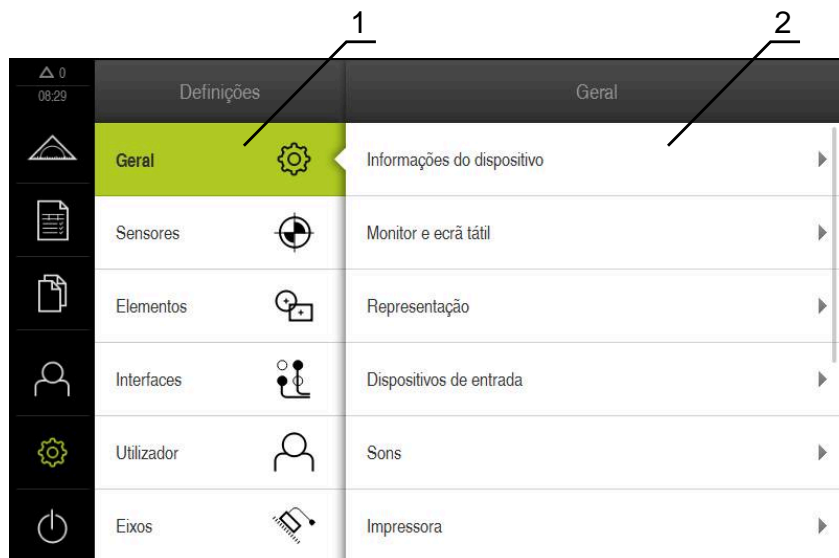 1
2
△ 0
08:29
Definições
Geral
Geral
Sensores
Elementos
Interfaces
Utilizador
Eixos
Informações do dispositivo
Monitor e ecrã tátil
Representação
Dispositivos de entrada
Sons
Impressora